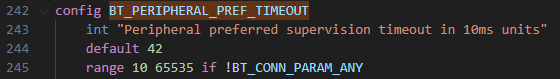 242 config BT_PERIPHERAL_PREF_TIMEOUT
243 int "Peripheral preferred supervision timeout in 10ms units"
244 default 42
245 range 10 65535 if !BT_CONN_PARAM_ANY